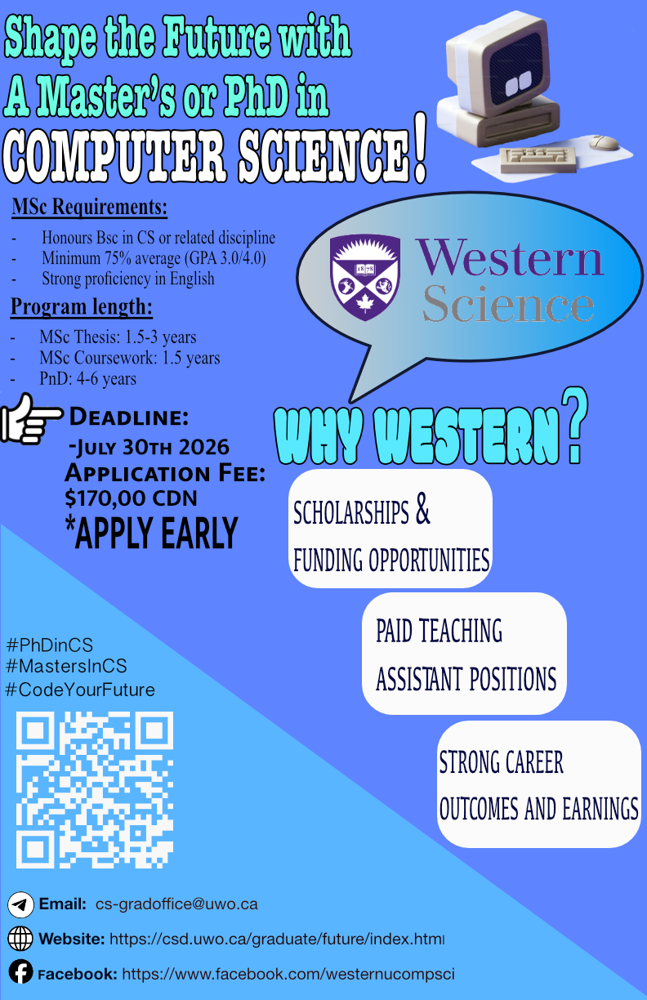 Shape the Future with
A Master's or PhD in
COMPUTER SCIENCE!
MSc Requirements:
- Honours Bsc in CS or related discipline
- Minimum 75% average (GPA 3.0/4.0)
- Strong proficiency in English
Program length:
- MSc Thesis: 1.5-3 years
- MSc Coursework: 1.5 years
- PnD: 4-6 years
1878
Western
Science
DEADLINE:
-JULY 30TH 2026
APPLICATION FEE:
$170,00 CDN
*APPLY EARLY
WHY WESTERN?
SCHOLARSHIPS &
FUNDING OPPORTUNITIES
PAID TEACHING
ASSISTANT POSITIONS
STRONG CAREER
OUTCOMES AND EARNINGS
#PhDinCS
#MastersInCS
#CodeYourFuture
Email: cs-gradoffice@uwo.ca
Website: https://csd.uwo.ca/graduate/future/index.html
Facebook: https://www.facebook.com/westernucompsci